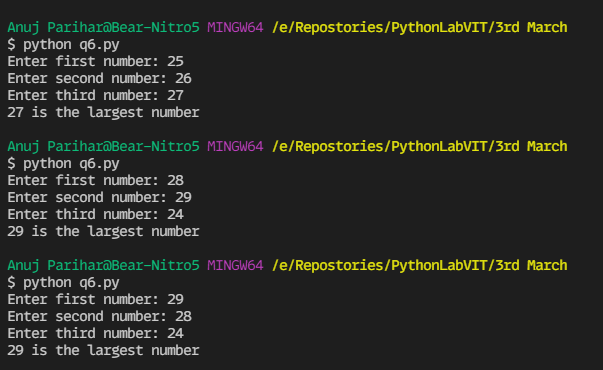 Anuj Parihar@Bear-Nitro5 MINGW64 /e/Repostories/PythonLabVIT/3rd March
$ python q6.py
Enter first number: 25
Enter second number: 26
Enter third number: 27
27 is the largest number
Anuj Parihar@Bear-Nitro5 MINGW64 /e/Repostories/PythonLabVIT/3rd March
$ python q6.py
Enter first number: 28
Enter second number: 29
Enter third number: 24
29 is the largest number
Anuj Parihar@Bear-Nitro5 MINGW64 /e/Repostories/PythonLabVIT/3rd March
$ python q6.py
Enter first number: 29
Enter second number: 28
Enter third number: 24
29 is the largest number